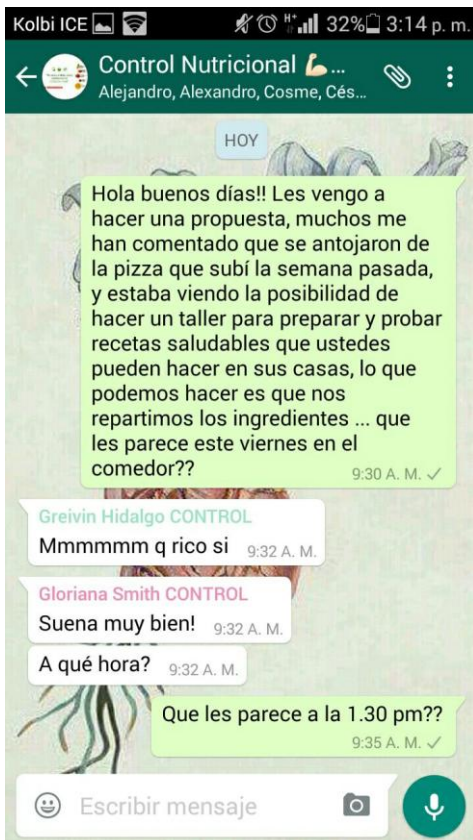 Kolbi ICE H+ 32% 3:14 p. m.
Control Nutricional 💪🏻...
Alejandro, Alexandro, Cosme, Cés...
HOY
Hola buenos días!! Les vengo a
hacer una propuesta, muchos me
han comentado que se antojaron de
la pizza que subí la semana pasada,
y estaba viendo la posibilidad de
hacer un taller para preparar y probar
recetas saludables que ustedes
pueden hacer en sus casas, lo que
podemos hacer es que nos
repartimos los ingredientes ... que
les parece este viernes en el
comedor??
9:30 A. M.
Greivin Hidalgo CONTROL
Mmmmmm q rico si 9:32 A. M.
Gloriana Smith CONTROL
Suena muy bien! 9:32 A. M.
A qué hora? 9:32 A. M.
Que les parece a la 1.30 pm??
9:35 A. M.
Escribir mensaje